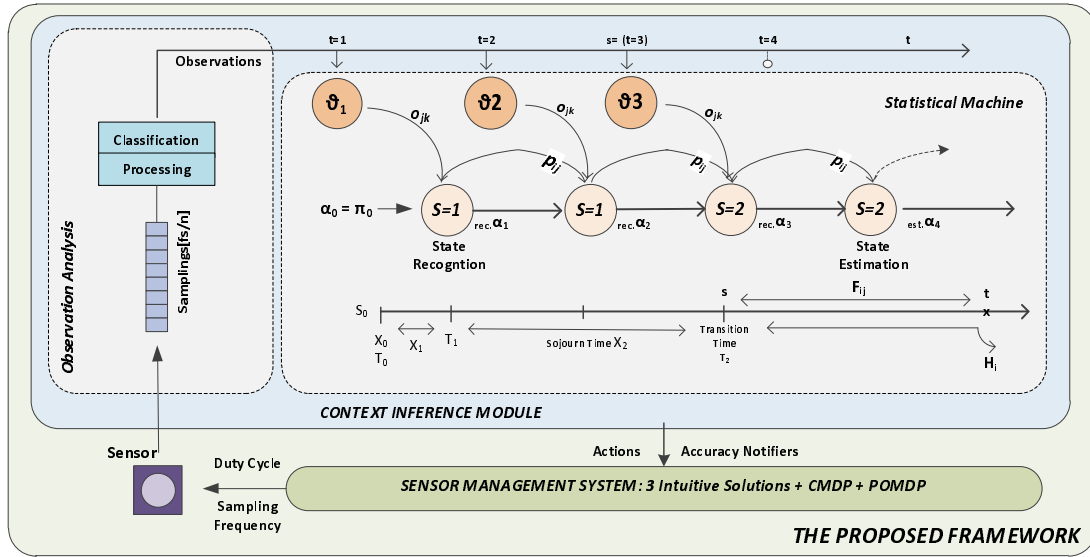 t=1
t=2
s= (t=3)
t=4
t
Observations
ϑ1
ϑ2
ϑ3
Statistical Machine
ojk
ojk
ojk
Classification
Processing
pij
pij
pij
α0 = π0
S=1
rec.α1
S=1
rec.α2
S=2
rec.α3
S=2
est.α4
State
Recogntion
State
Estimation
Samplings[fs/n]
Observation Analysis
Fij
s
t
S0
x
X0
T0
X1
T1
Sojourn Time X2
Transition
Time
T2
Hi
CONTEXT INFERENCE MODULE
Actions
Accuracy Notifiers
Sensor
Duty Cycle
Sampling
Frequency
SENSOR MANAGEMENT SYSTEM: 3 Intuitive Solutions + CMDP + POMDP
THE PROPOSED FRAMEWORK